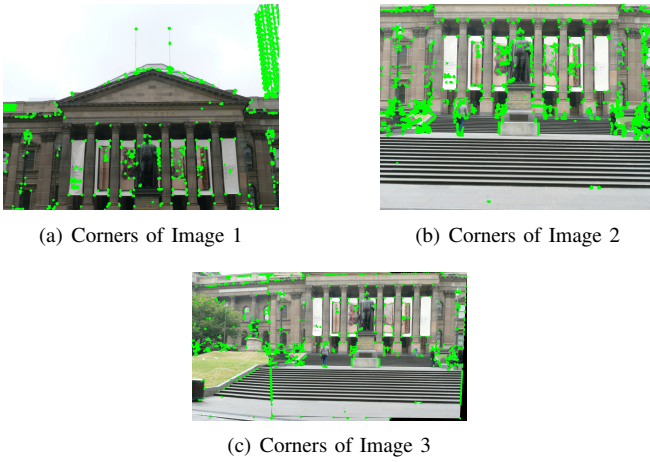 (a) Corners of Image 1
(b) Corners of Image 2
(c) Corners of Image 3